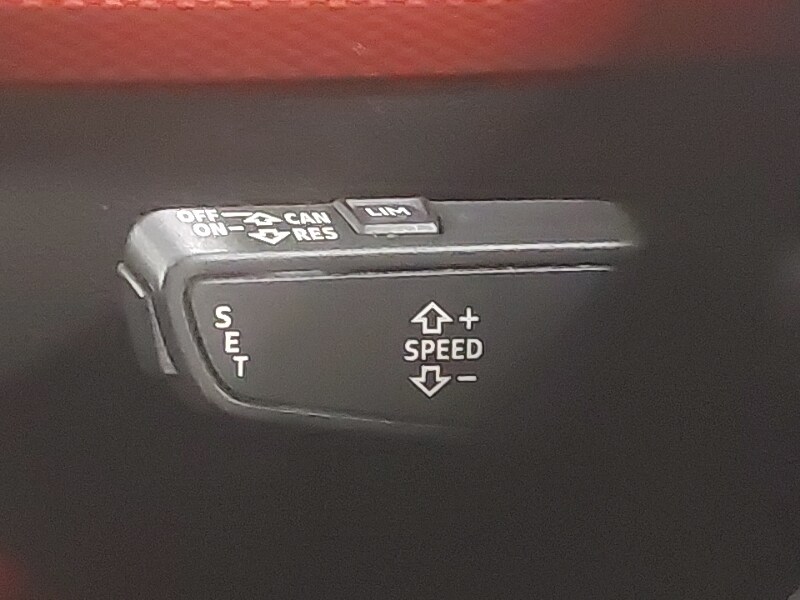 OFF CAN
ON RES
LIM
SET
+
SPEED
-